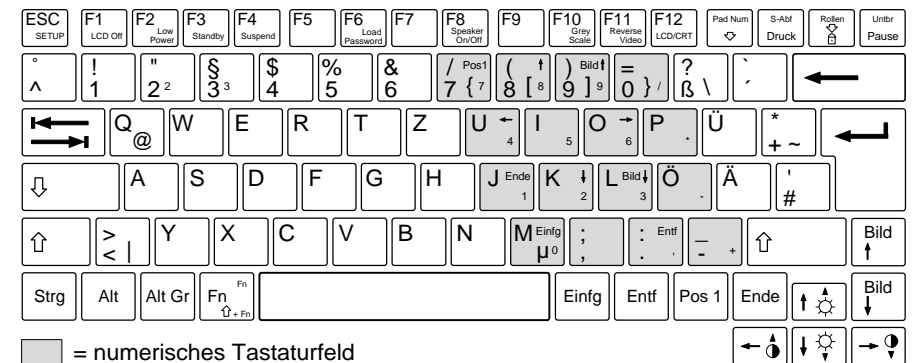 ESC SETUP F1 LCD Off F2 Low Power F3 Standby F4 Suspend F5 F6 Load Password F7 F8 Speaker On/Off F9 F10 Grey Scale F11 Reverse Video F12 LCD/CRT Pad Num S-Abf Druck Rollen Untbr Pause
° ^ ! 1 " 2 2 § 3 3 $ 4 % 5 & 6 / Pos1 7 { 7 ( 8 [ 8 ) Bild 9 ] 9 = 0 } / ? ß \ ` ´
Q @ W E R T Z U 4 I 5 O 6 P * Ü * + ~
A S D F G H J Ende 1 K 2 L Bild 3 Ö - Ä ' #
> < | Y X C V B N M Einfg µ 0 ; , : Entf . , _ - + Bild
Strg Alt Alt Gr Fn Fn + Fn Einfg Entf Pos 1 Ende Bild
= numerisches Tastaturfeld